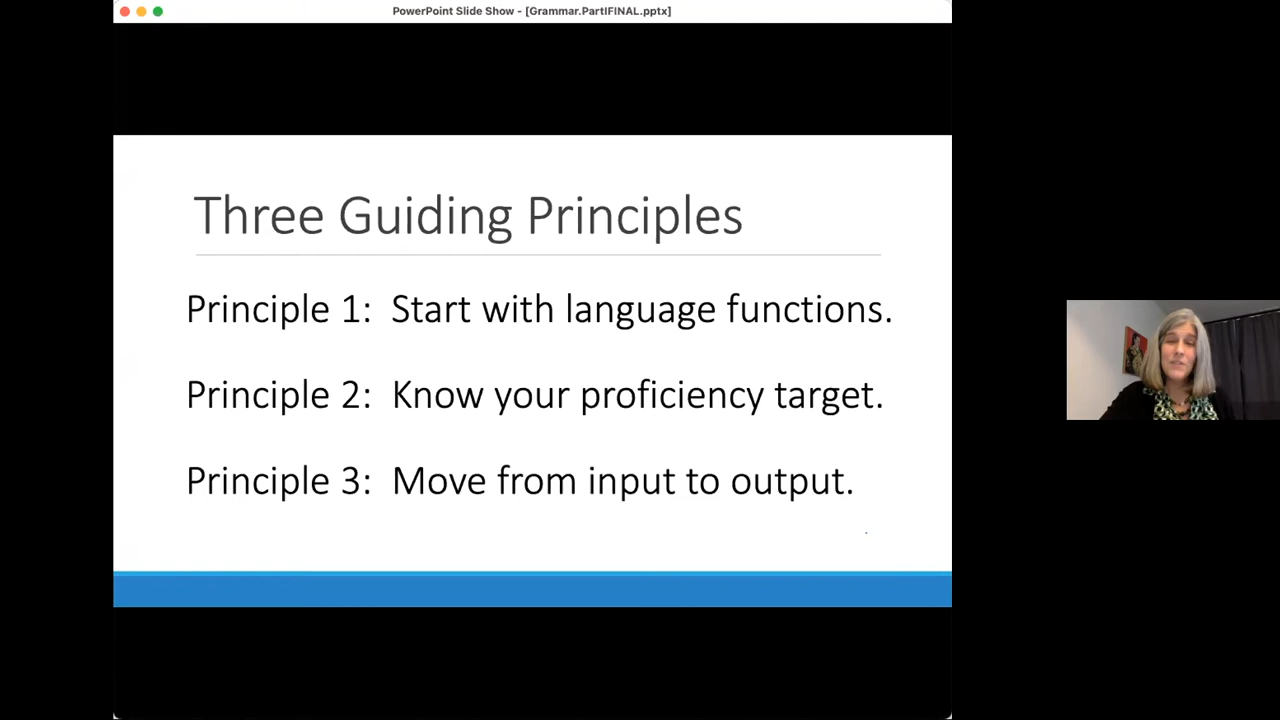 PowerPoint Slide Show - [Grammar.PartIFINAL.pptx]
Three Guiding Principles
Principle 1: Start with language functions.
Principle 2: Know your proficiency target.
Principle 3: Move from input to output.